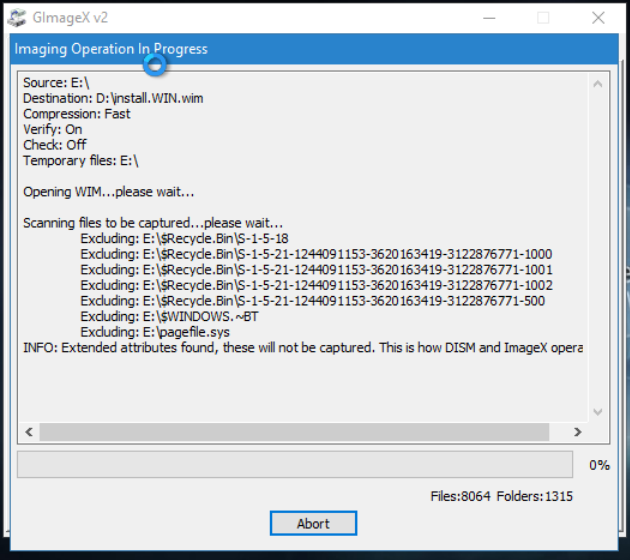 GImageX v2
Imaging Operation In Progress
Source: E:\
Destination: D:\install.WIN.wim
Compression: Fast
Verify: On
Check: Off
Temporary files: E:\
Opening WIM...please wait...
Scanning files to be captured...please wait...
Excluding: E:\$Recycle.Bin\S-1-5-18
Excluding: E:\$Recycle.Bin\S-1-5-21-1244091153-3620163419-3122876771-1000
Excluding: E:\$Recycle.Bin\S-1-5-21-1244091153-3620163419-3122876771-1001
Excluding: E:\$Recycle.Bin\S-1-5-21-1244091153-3620163419-3122876771-1002
Excluding: E:\$Recycle.Bin\S-1-5-21-1244091153-3620163419-3122876771-500
Excluding: E:\$WINDOWS.~BT
Excluding: E:\pagefile.sys
INFO: Extended attributes found, these will not be captured. This is how DISM and ImageX opera
0%
Files:8064 Folders:1315
Abort